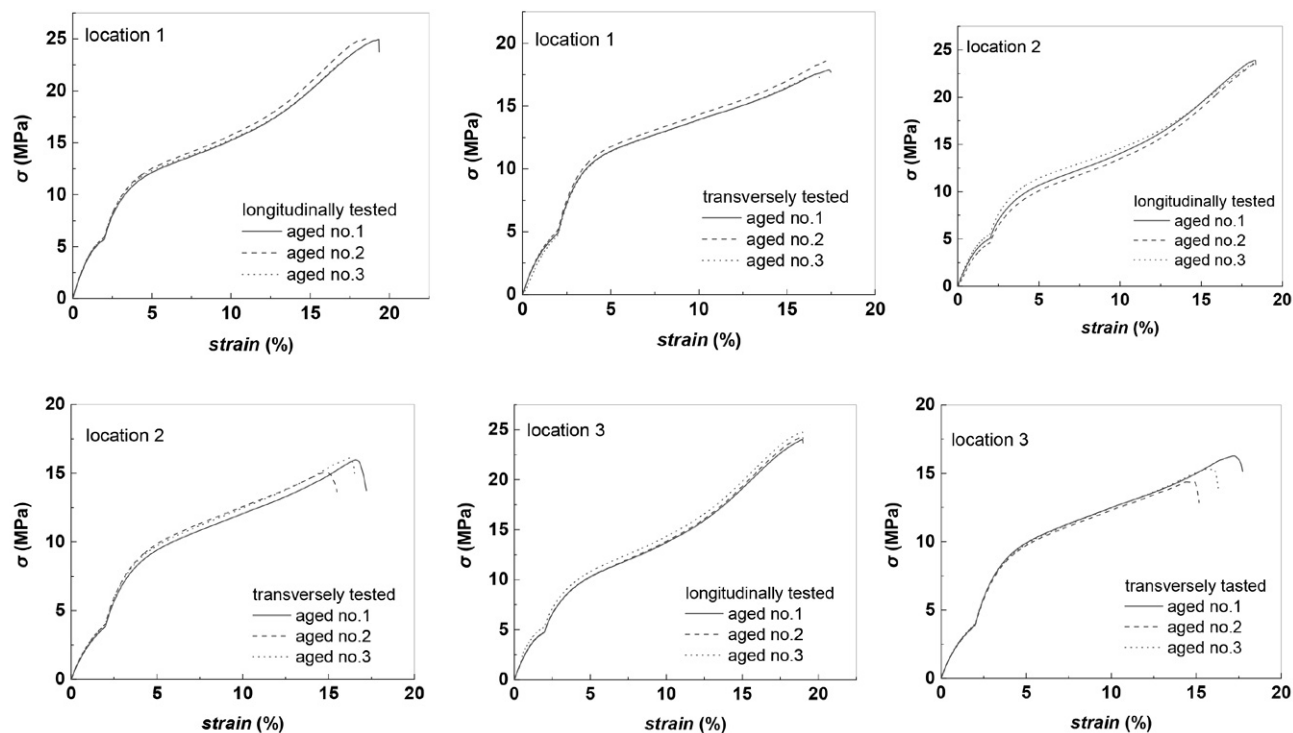 location 1
25
20
15
10
5
0
σ (MPa)
longitudinally tested
aged no.1
aged no.2
aged no.3
0 5 10 15 20
strain (%)
location 1
20
15
10
5
0
σ (MPa)
transversely tested
aged no.1
aged no.2
aged no.3
0 5 10 15 20
strain (%)
location 2
25
20
15
10
5
0
σ (MPa)
longitudinally tested
aged no.1
aged no.2
aged no.3
0 5 10 15 20
strain (%)
location 2
20
15
10
5
0
σ (MPa)
transversely tested
aged no.1
aged no.2
aged no.3
0 5 10 15 20
strain (%)
location 3
25
20
15
10
5
0
σ (MPa)
longitudinally tested
aged no.1
aged no.2
aged no.3
0 5 10 15 20
strain (%)
location 3
20
15
10
5
0
σ (MPa)
transversely tasted
aged no.1
aged no.2
aged no.3
0 5 10 15 20
strain (%)